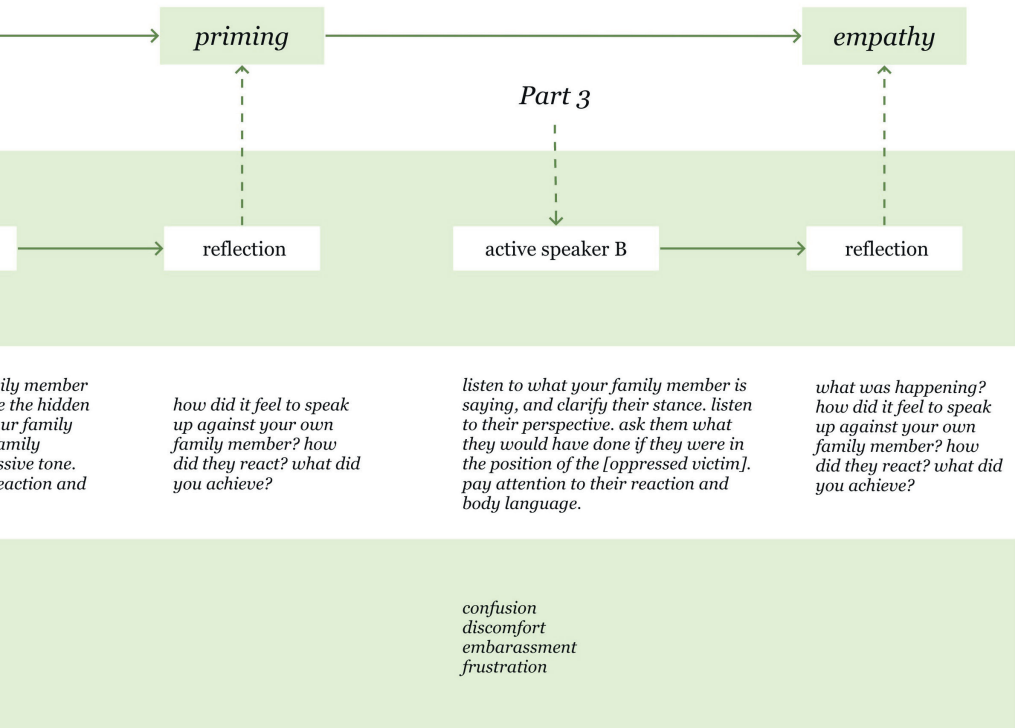 priming
empathy
Part 3
reflection
active speaker B
reflection
ily member
e the hidden
ur family
amily
ssive tone.
eaction and
how did it feel to speak
up against your own
family member? how
did they react? what did
you achieve?
listen to what your family member is
saying, and clarify their stance. listen
to their perspective. ask them what
they would have done if they were in
the position of the [oppressed victim].
pay attention to their reaction and
body language.
what was happening?
how did it feel to speak
up against your own
family member? how
did they react? what did
you achieve?
confusion
discomfort
embarassment
frustration